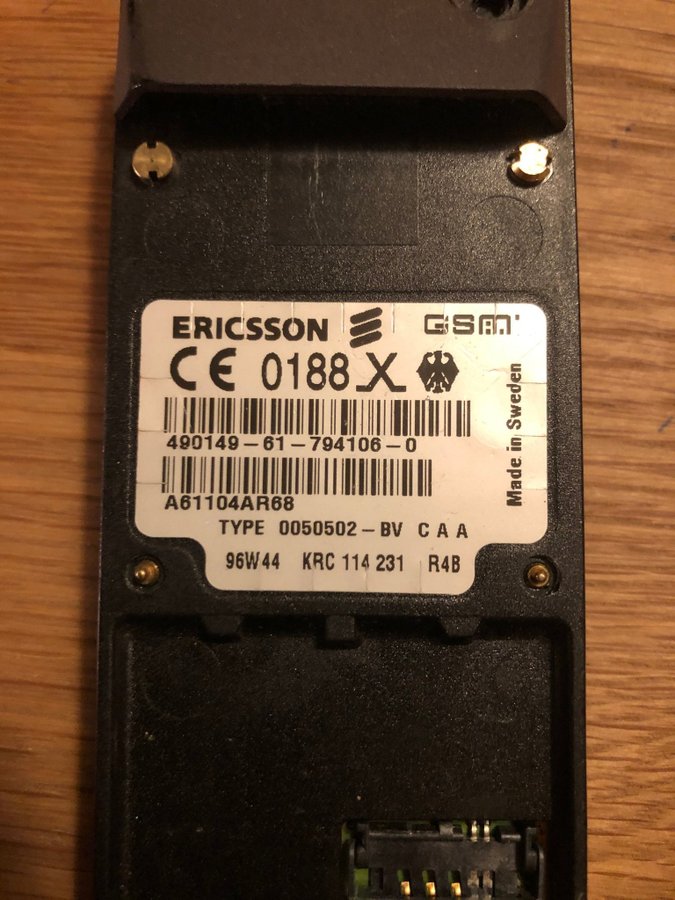 ERICSSON GSM
CE 0188 X
490149-61-794106-0
A61104AR68
TYPE 0050502-BV C A A
96W44 KRC 114 231 R4B
Made in Sweden